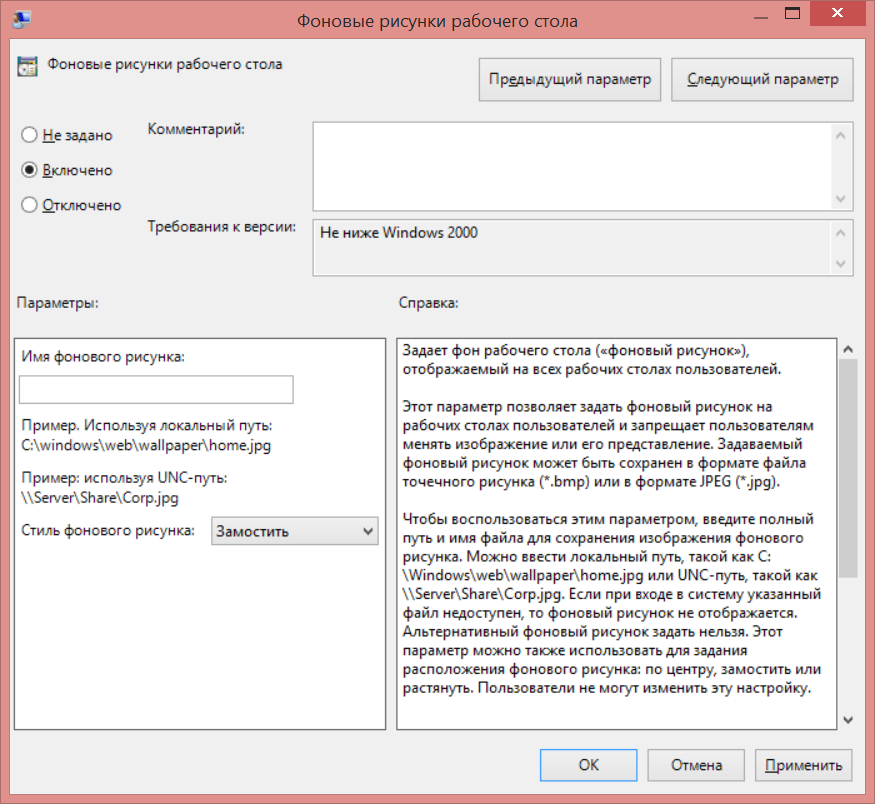 Фоновые рисунки рабочего стола
Фоновые рисунки рабочего стола
Предыдущий параметр
Следующий параметр
Не задано
Включено
Отключено
Комментарий:
Требования к версии:
Не ниже Windows 2000
Параметры:
Справка:
Имя фонового рисунка:
Пример. Используя локальный путь:
C:\windows\web\wallpaper\home.jpg
Пример: используя UNC-путь:
\\Server\Share\Corp.jpg
Стиль фонового рисунка:
Замостить
Задает фон рабочего стола («фоновый рисунок»),
отображаемый на всех рабочих столах пользователей.
Этот параметр позволяет задать фоновый рисунок на
рабочих столах пользователей и запрещает пользователям
менять изображение или его представление. Задаваемый
фоновый рисунок может быть сохранен в формате файла
точечного рисунка (*.bmp) или в формате JPEG (*.jpg).
Чтобы воспользоваться этим параметром, введите полный
путь и имя файла для сохранения изображения фонового
рисунка. Можно ввести локальный путь, такой как C:
\Windows\web\wallpaper\home.jpg или UNC-путь, такой как
\\Server\Share\Corp.jpg. Если при входе в систему указанный
файл недоступен, то фоновый рисунок не отображается.
Альтернативный фоновый рисунок задать нельзя. Этот
параметр можно также использовать для задания
расположения фонового рисунка: по центру, замостить или
растянуть. Пользователи не могут изменить эту настройку.
ОК
Отмена
Применить